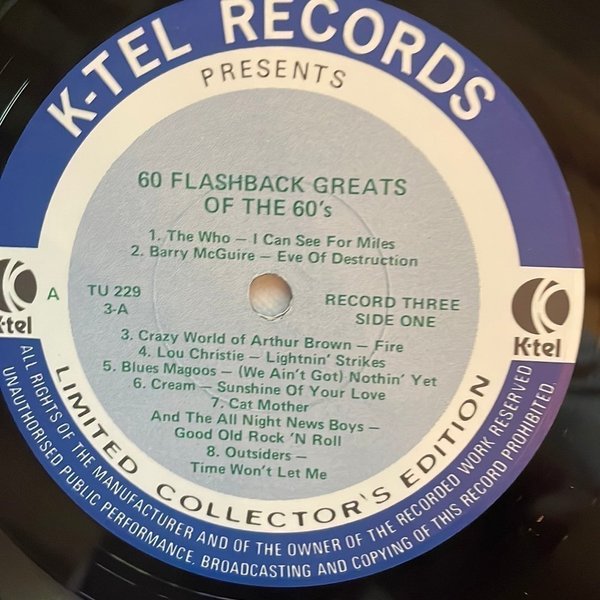 K-TEL RECORDS
PRESENTS
60 FLASHBACK GREATS
OF THE 60's
1. The Who – I Can See For Miles
2. Barry McGuire – Eve Of Destruction
A
TU 229
3-A
RECORD THREE
SIDE ONE
K-tel
K-tel
3. Crazy World of Arthur Brown – Fire
4. Lou Christie – Lightnin' Strikes
5. Blues Magoos – (We Ain't Got) Nothin' Yet
6. Cream – Sunshine Of Your Love
7. Cat Mother
And The All Night News Boys –
Good Old Rock 'N Roll
8. Outsiders –
Time Won't Let Me
LIMITED COLLECTOR'S EDITION
ALL RIGHTS OF THE MANUFACTURER AND OF THE OWNER OF THE RECORDED WORK RESERVED
UNAUTHORISED PUBLIC PERFORMANCE, BROADCASTING AND COPYING OF THIS RECORD PROHIBITED.